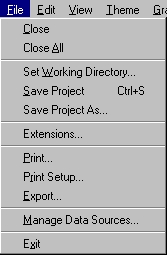 File Edit View Theme Gra
Close
Close All
Set Working Directory...
Save Project Ctrl+S
Save Project As...
Extensions...
Print...
Print Setup...
Export...
Manage Data Sources...
Exit